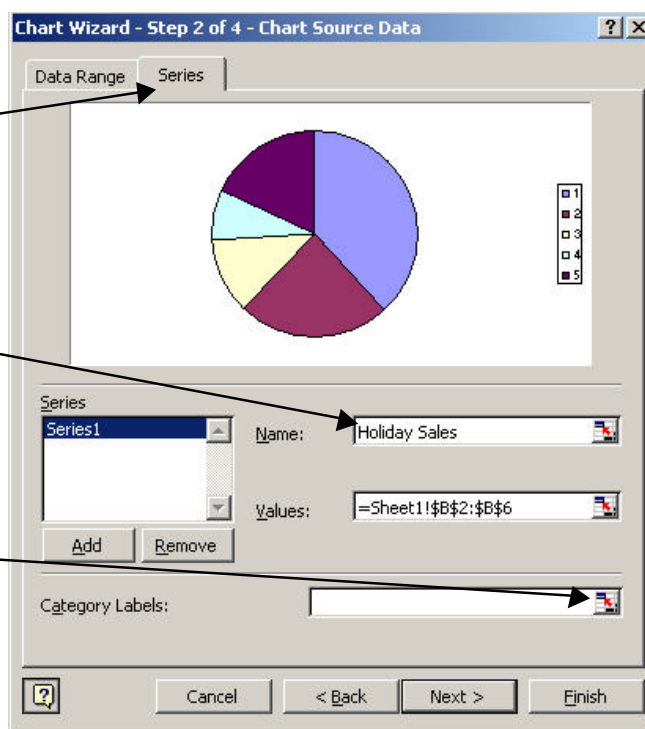 Chart Wizard - Step 2 of 4 - Chart Source Data
Data Range Series
1
2
3
4
5
Series
Series1
Name: Holiday Sales
Values: =Sheet1!$B$2:$B$6
Add Remove
Category Labels:
Cancel < Back Next > Finish